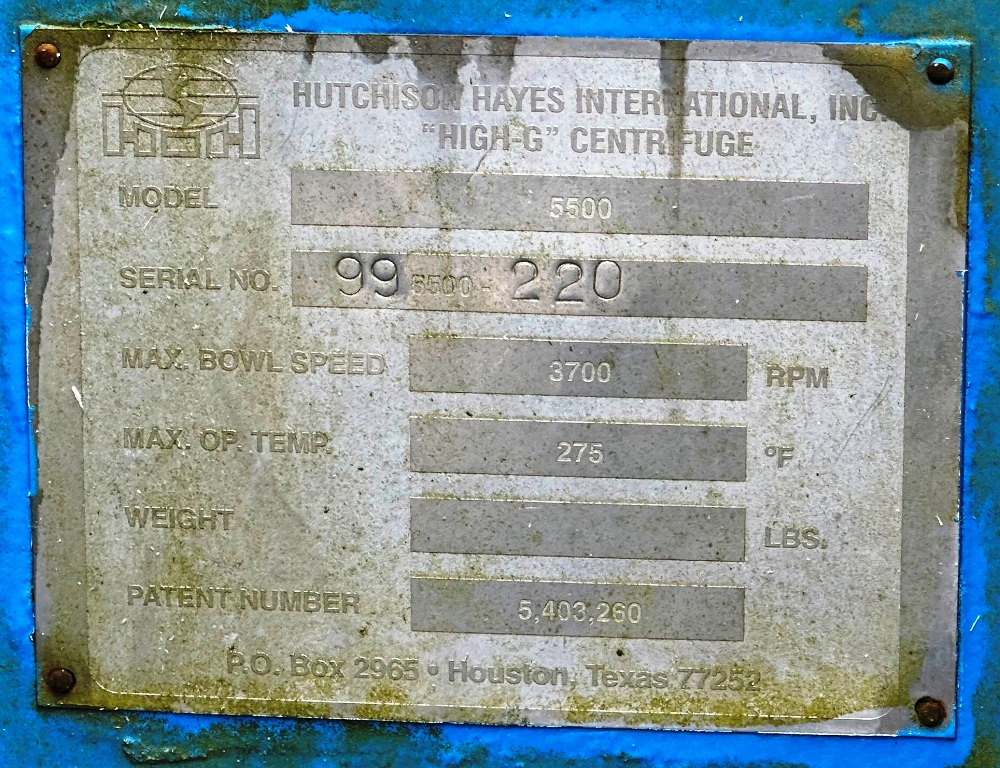 HUTCHISON HAYES INTERNATIONAL, INC.
"HIGH-G" CENTRIFUGE
MODEL 5500
SERIAL NO. 99 5500 - 220
MAX. BOWL SPEED 3700 RPM
MAX. OP. TEMP. 275 °F
WEIGHT LBS.
PATENT NUMBER 5,403,260
P.O. Box 2965 • Houston, Texas 77252